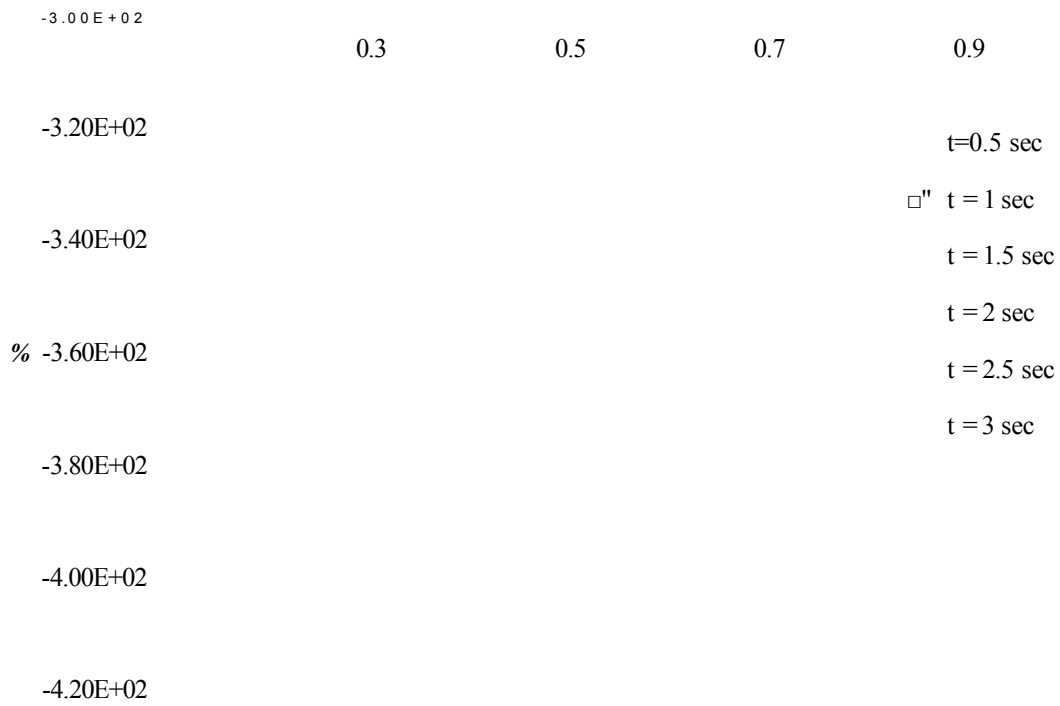 -3.00E+02
0.3 0.5 0.7 0.9
-3.20E+02
t=0.5 sec
□" t = 1 sec
-3.40E+02
t = 1.5 sec
t = 2 sec
% -3.60E+02
t = 2.5 sec
t = 3 sec
-3.80E+02
-4.00E+02
-4.20E+02